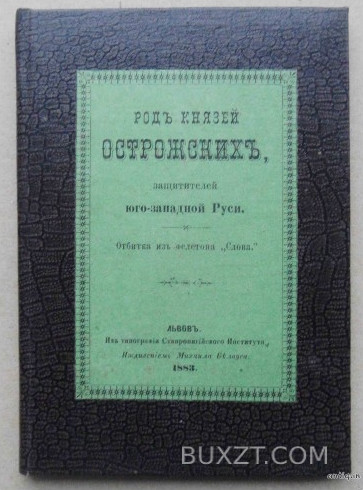 РОДЪ КНЯЗЕЙ
ОСТРОЖСКИХЪ,
защитителей
юго-западной Руси.
Отбитка изъ фелетона „Слова."
ЛЬВОВЪ.
Изъ типографіи Ставропигійского Института,
Иждивеніемъ Михаила Бѣлоуса.
1883.
BUXZT.COM